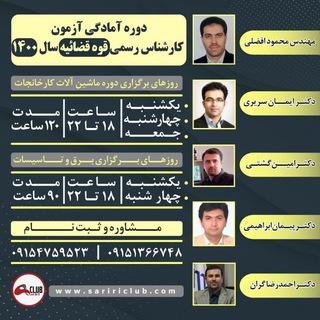 دوره آمادگی آزمون
کارشناس رسمی قوه قضائیه سال ۱۴۰۰
مهندس محمود افضلی
روزهای برگزاری دوره ماشین آلات کارخانجات
یکشنبه
چهارشنبه
جمعه
ساعت
۱۸ تا ۲۲
مدت
۱۲۰ ساعت
دکتر ایمان سریری
روزهای برگزاری برق و تاسیسات
یکشنبه
چهار شنبه
ساعت
۱۸ تا ۲۲
مدت
۹۰ ساعت
دکتر امین گشتی
مشاوره و ثبت نام
۰۹۱۵۱۳۶۶۷۴۸
۰۹۱۵۴۷۵۹۵۲۳
دکتر پیمان ابراهیمی
دکتر احمدرضا گران
CLUB
www.saririclub.com